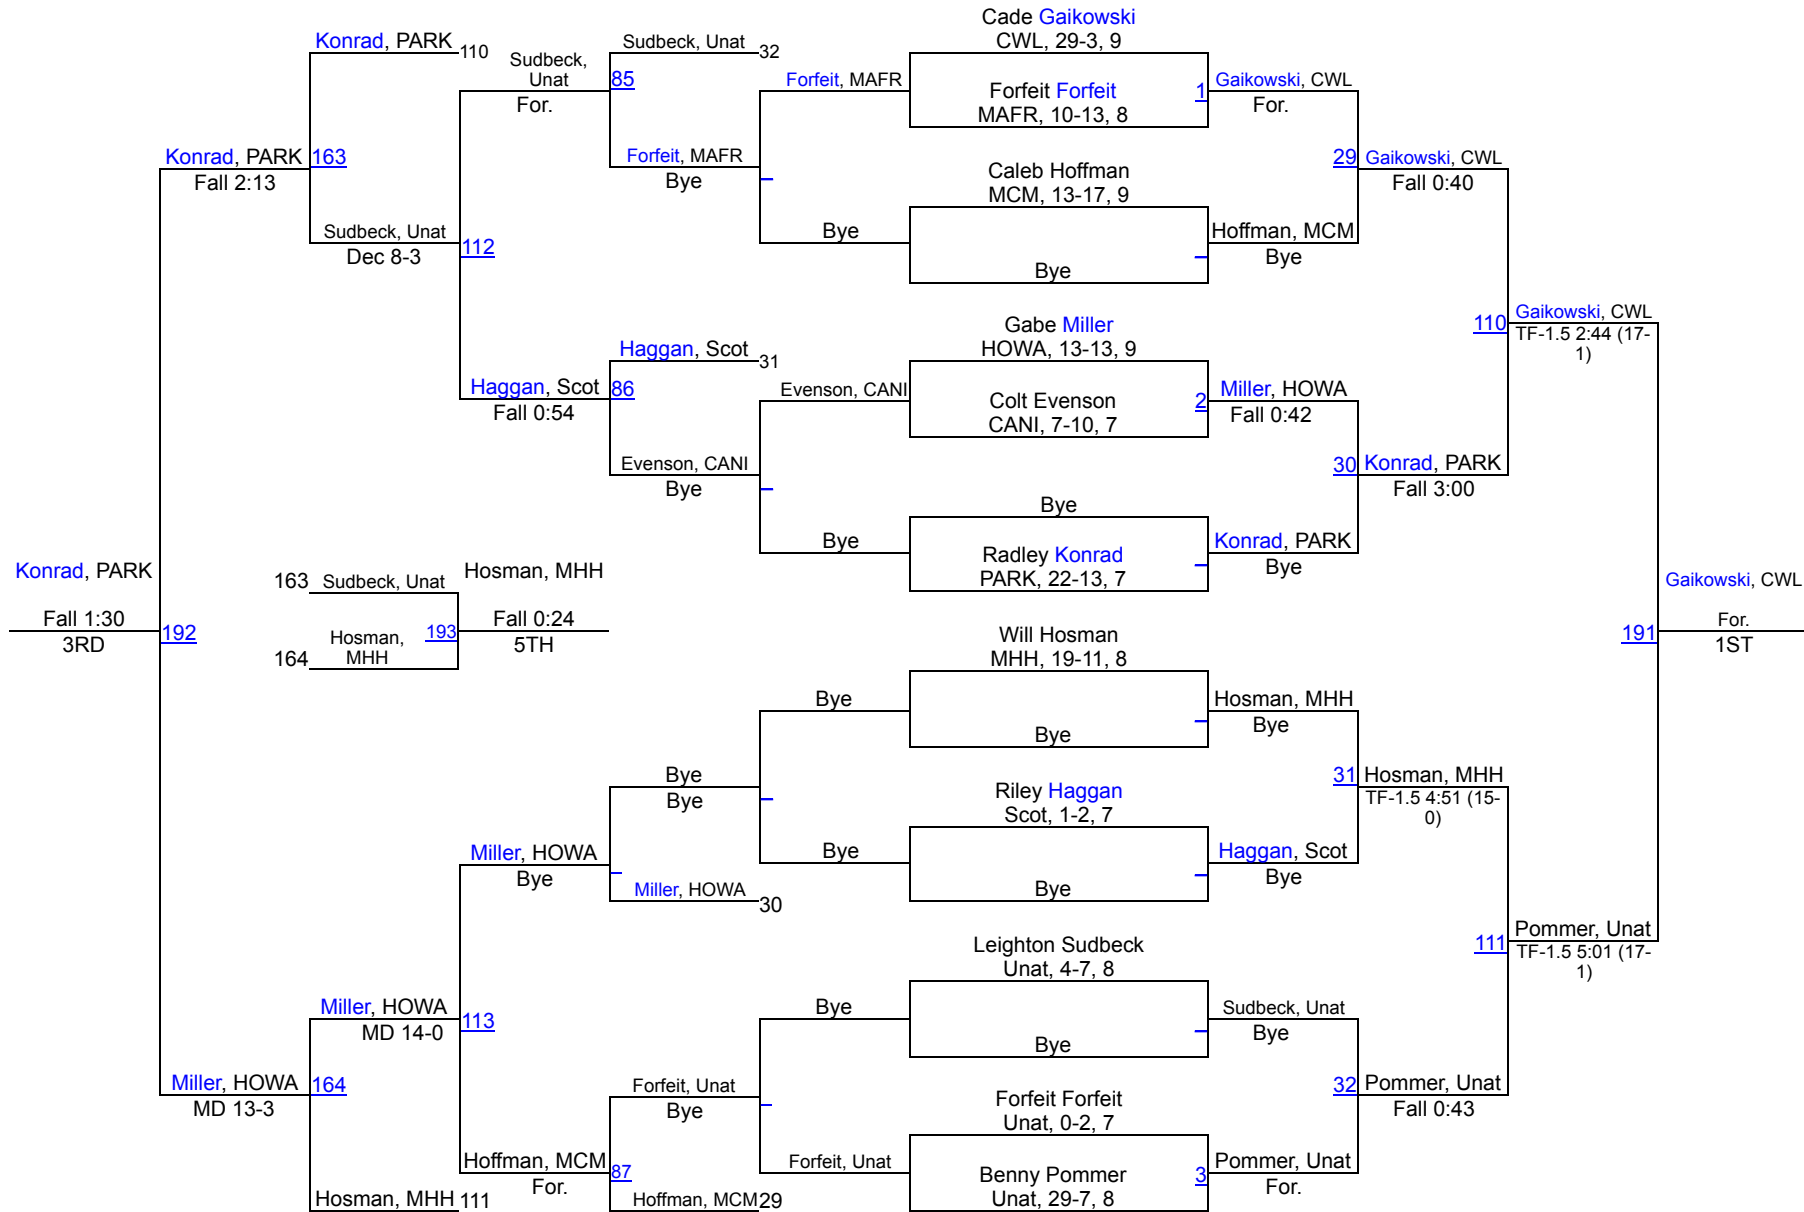 Cade Gaikowski
CWL, 29-3, 9
Konrad, PARK
110
Sudbeck,
Unat
For.
Sudbeck, Unat
32
85
Forfeit, MAFR
Forfeit Forfeit
MAFR, 10-13, 8
1
Gaikowski, CWL
For.
Konrad, PARK
Fall 2:13
163
Forfeit, MAFR
Bye
29
Gaikowski, CWL
Fall 0:40
Caleb Hoffman
MCM, 13-17, 9
Sudbeck, Unat
Dec 8-3
112
Bye
Bye
Hoffman, MCM
Bye
Gabe Miller
HOWA, 13-13, 9
110
Gaikowski, CWL
TF-1.5 2:44 (17-
1)
Haggan, Scot
31
Haggan, Scot
Fall 0:54
86
Evenson, CANI
Colt Evenson
CANI, 7-10, 7
2
Miller, HOWA
Fall 0:42
Evenson, CANI
Bye
30
Konrad, PARK
Fall 3:00
Bye
Bye
Radley Konrad
PARK, 22-13, 7
Konrad, PARK
Bye
Konrad, PARK
Fall 1:30
3RD
192
163
Sudbeck, Unat
Hosman, MHH
Hosman,
MHH
164
193
Fall 0:24
5TH
Gaikowski, CWL
191
For.
1ST
Will Hosman
MHH, 19-11, 8
Bye
Bye
Hosman, MHH
Bye
Bye
Bye
31
Hosman, MHH
TF-1.5 4:51 (15-
0)
Riley Haggan
Scot, 1-2, 7
Miller, HOWA
Bye
Bye
Bye
Haggan, Scot
Bye
Miller, HOWA
30
Leighton Sudbeck
Unat, 4-7, 8
111
Pommer, Unat
TF-1.5 5:01 (17-
1)
Miller, HOWA
MD 14-0
113
Bye
Bye
Sudbeck, Unat
Bye
Miller, HOWA
MD 13-3
164
Forfeit, Unat
Bye
Forfeit Forfeit
Unat, 0-2, 7
32
Pommer, Unat
Fall 0:43
Hoffman, MCM
For.
87
Forfeit, Unat
Benny Pommer
Unat, 29-7, 8
3
Pommer, Unat
For.
Hosman, MHH
111
Hoffman, MCM
29